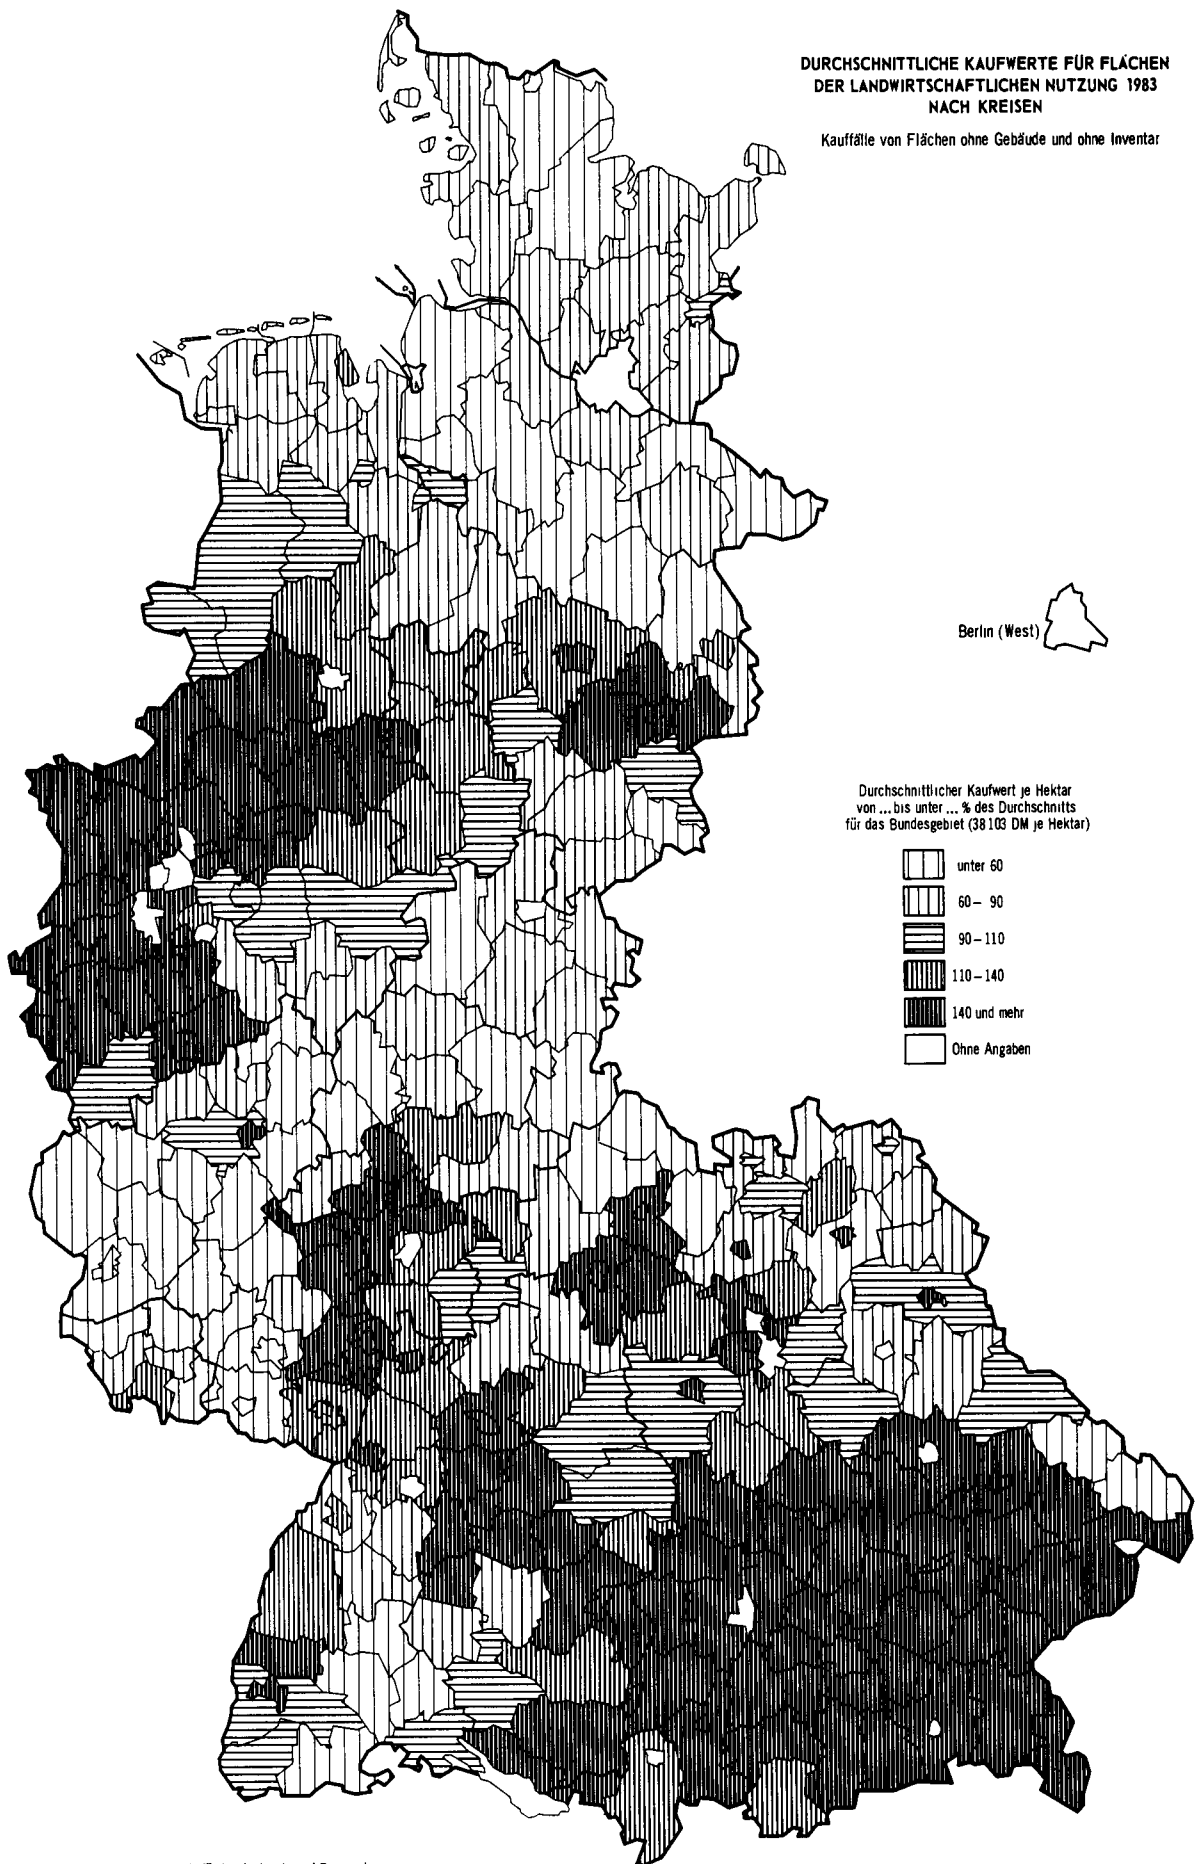 DURCHSCHNITTLICHE KAUFWERTE FÜR FLÄCHEN
DER LANDWIRTSCHAFTLICHEN NUTZUNG 1983
NACH KREISEN
Kauffälle von Flächen ohne Gebäude und ohne Inventar
Berlin (West)
Durchschnittlicher Kaufwert je Hektar
von ... bis unter ... % des Durchschnitts
für das Bundesgebiet (38 103 DM je Hektar)
unter 60
60 – 90
90 – 110
110 – 140
140 und mehr
Ohne Angaben